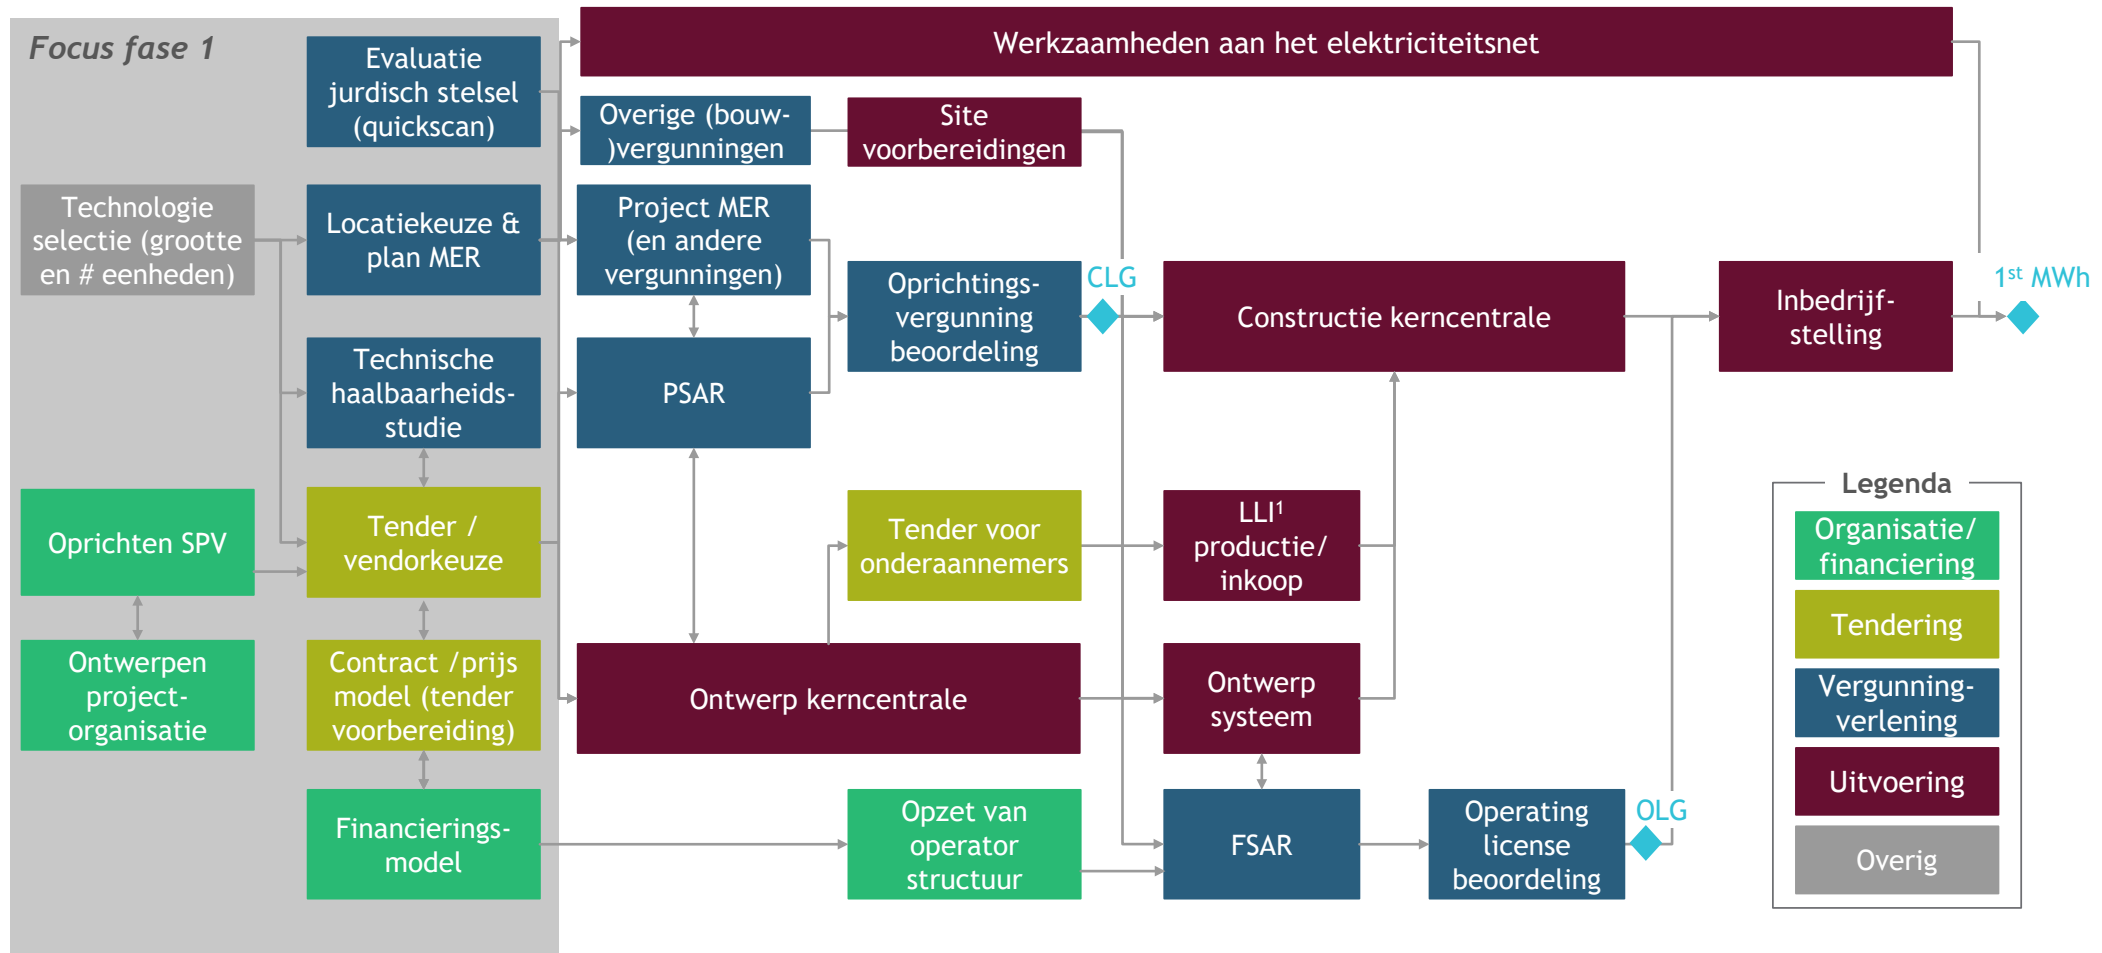 Focus fase 1
Evaluatie
jurdisch stelsel
(quickscan)
Technologie
selectie (grootte
en # eenheden)
Locatiekeuze &
plan MER
Technische
haalbaarheids-
studie
Oprichten SPV
Tender /
vendorkeuze
Ontwerpen
project-
organisatie
Contract /prijs
model (tender
voorbereiding)
Financierings-
model
Werkzaamheden aan het elektriciteitsnet
Overige (bouw-
)vergunningen
Site
voorbereidingen
Project MER
(en andere
vergunningen)
PSAR
Oprichtings-
vergunning
beoordeling
CLG
Constructie kerncentrale
Inbedrijf-
stelling
1st MWh
Tender voor
onderaannemers
LLI¹
productie/
inkoop
Ontwerp kerncentrale
Ontwerp
systeem
Opzet van
operator
structuur
FSAR
Operating
license
beoordeling
OLG
Legenda
Organisatie/
financiering
Tendering
Vergunning-
verlening
Uitvoering
Overig